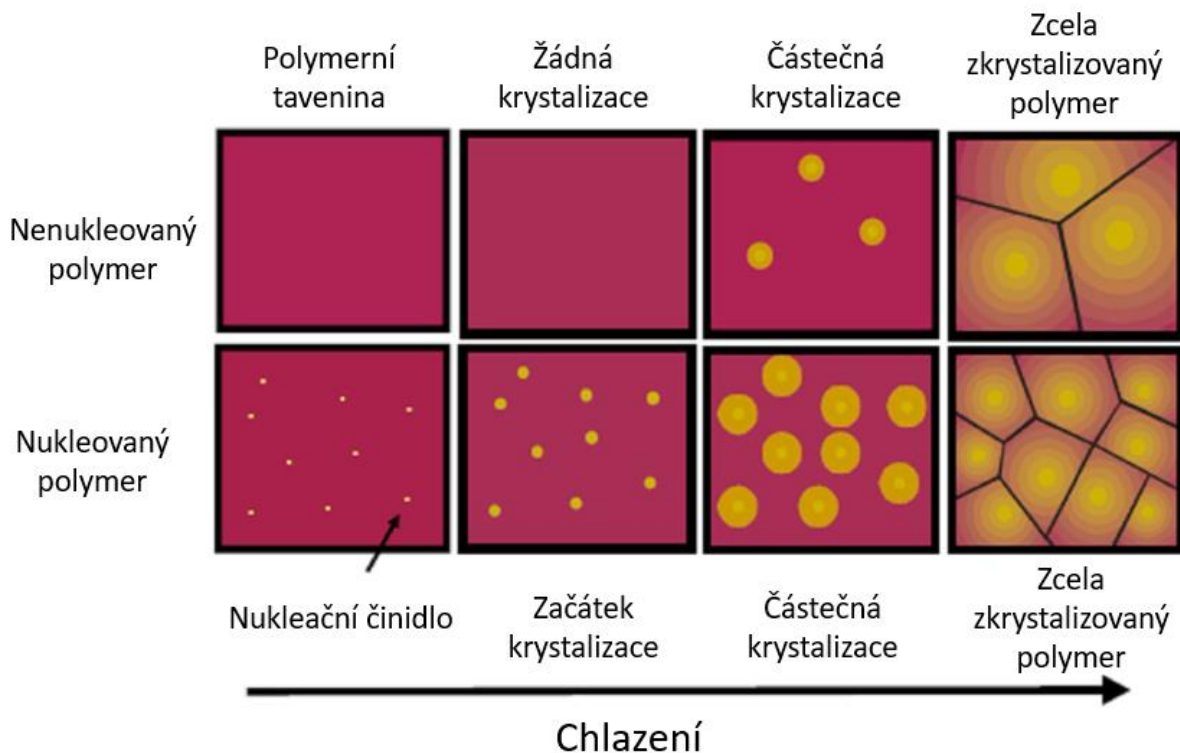 Polymerní
tavenina
Žádná
krystalizace
Částečná
krystalizace
Zcela
zkrystalizovaný
polymer
Nenukleovaný
polymer
Nukleovaný
polymer
Nukleační činidlo
Začátek
krystalizace
Částečná
krystalizace
Zcela
zkrystalizovaný
polymer
Chlazení